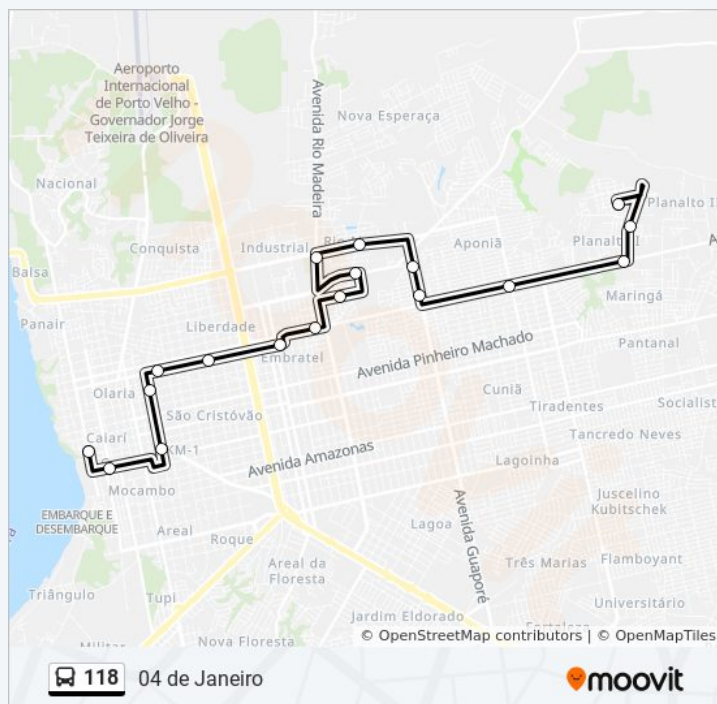 Aeroporto
Internacional
de Porto Velho -
Governador Jorge
Teixeira de Oliveira
Avenida Rio Madeira
Nova Esperança
Nacional
Planalto II
Conquista
Industrial
Aponiã
Planalto I
Balsa
Maringá
Panair
Liberdade
Embratel
Avenida Pinheiro Machado
Pantanal
Olaria
Cuniã
São Cristóvão
Tiradentes
Socialist
Caiarí
KM-1
Avenida Amazonas
Tancredo Neves
Lagoinha
Mocambo
EMBARQUE E
DESEMBARQUE
Areal
Roque
Lagoa
Avenida Guaporé
Juscelino
Kubitschek
Três Marias
Flamboyant
Areal da
Floresta
Triângulo
Tupi
Universitário
Jardim Eldorado
Militar
Nova Floresta
© OpenStreetMap contributors | © OpenMapTiles
118 04 de Janeiro
moovit